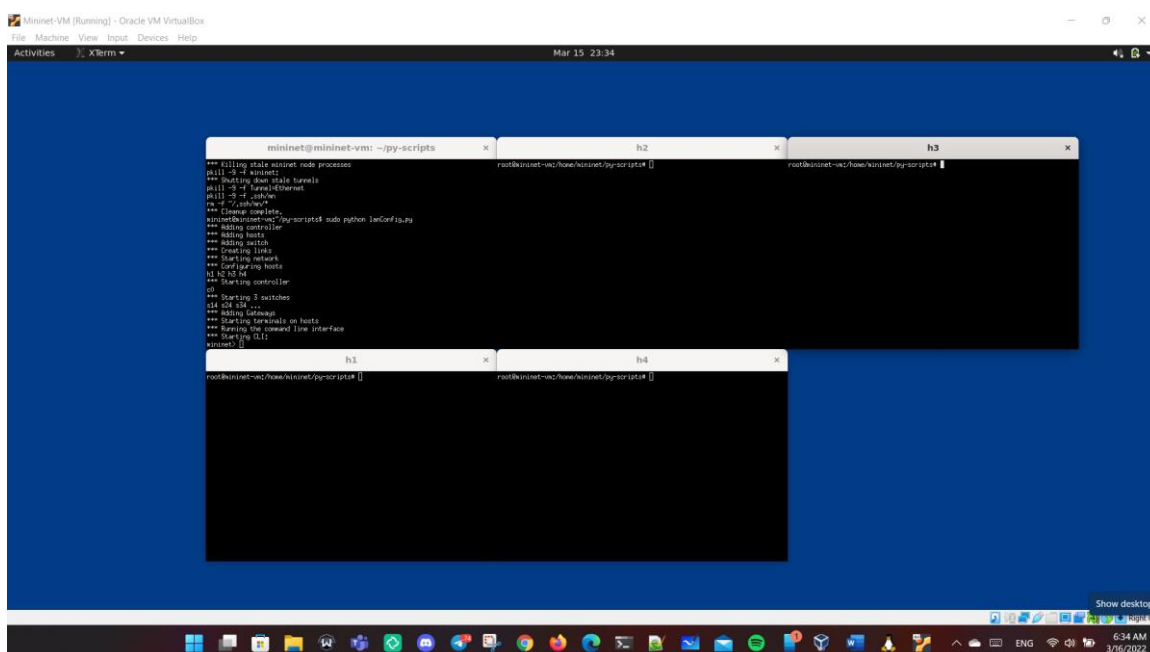 Mininet-VM [Running] - Oracle VM VirtualBox
File Machine View Input Devices Help
Activities XTerm Mar 15 23:34
mininet@mininet-vm: ~/py-scripts
*** Killing stale mininet node processes
pkill -9 -f mininet:
*** Shutting down stale tunnels
pkill -9 -f Tunnel=Ethernet
pkill -9 -f .ssh/mn
rm -f ~/.ssh/mn/*
*** Cleanup complete.
mininet@mininet-vm:~/py-scripts$ sudo python lanConfig.py
*** Adding controller
*** Adding hosts
*** Adding switch
*** Creating links
*** Starting network
*** Configuring hosts
h1 h2 h3 h4
*** Starting controller
c0
*** Starting 3 switches
s14 s24 s34 ...
*** Adding Gateways
*** Starting terminals on hosts
*** Running the command line interface
*** Starting CLI:
mininet>
h2
root@mininet-vm:/home/mininet/py-scripts#
h3
root@mininet-vm:/home/mininet/py-scripts#
h1
root@mininet-vm:/home/mininet/py-scripts#
h4
root@mininet-vm:/home/mininet/py-scripts#
Show desktop
Right
ENG
6:34 AM
3/16/2022